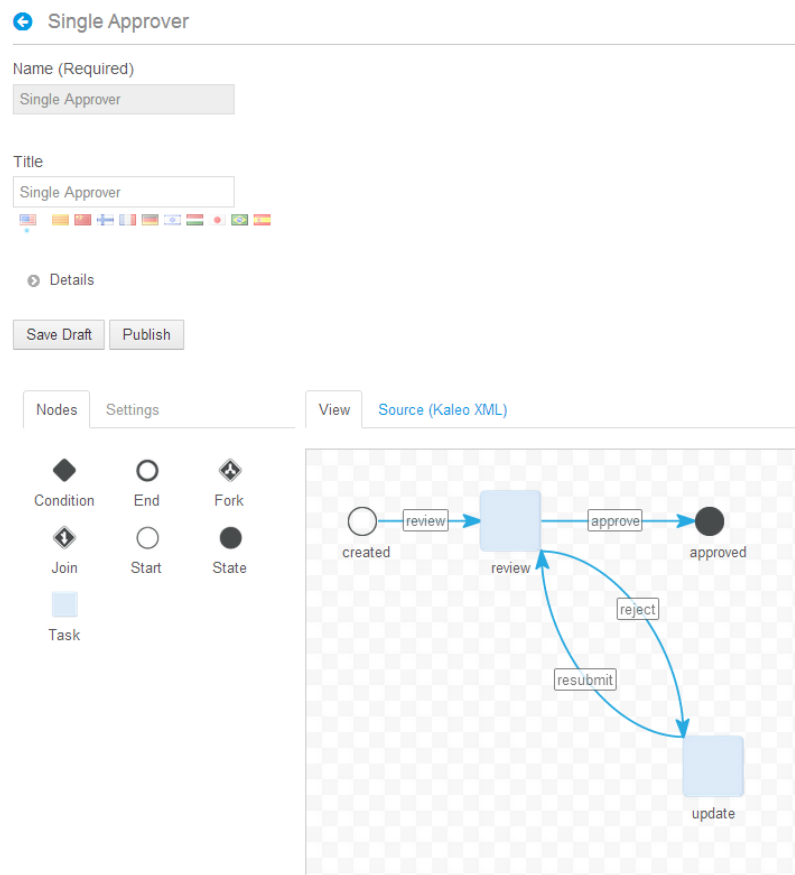 Single Approver
Name (Required)
Single Approver
Title
Single Approver
Details
Save Draft Publish
Nodes Settings
View Source (Kaleo XML)
Condition End Fork
Join Start State
Task
review approve
created review approved
reject
resubmit
update